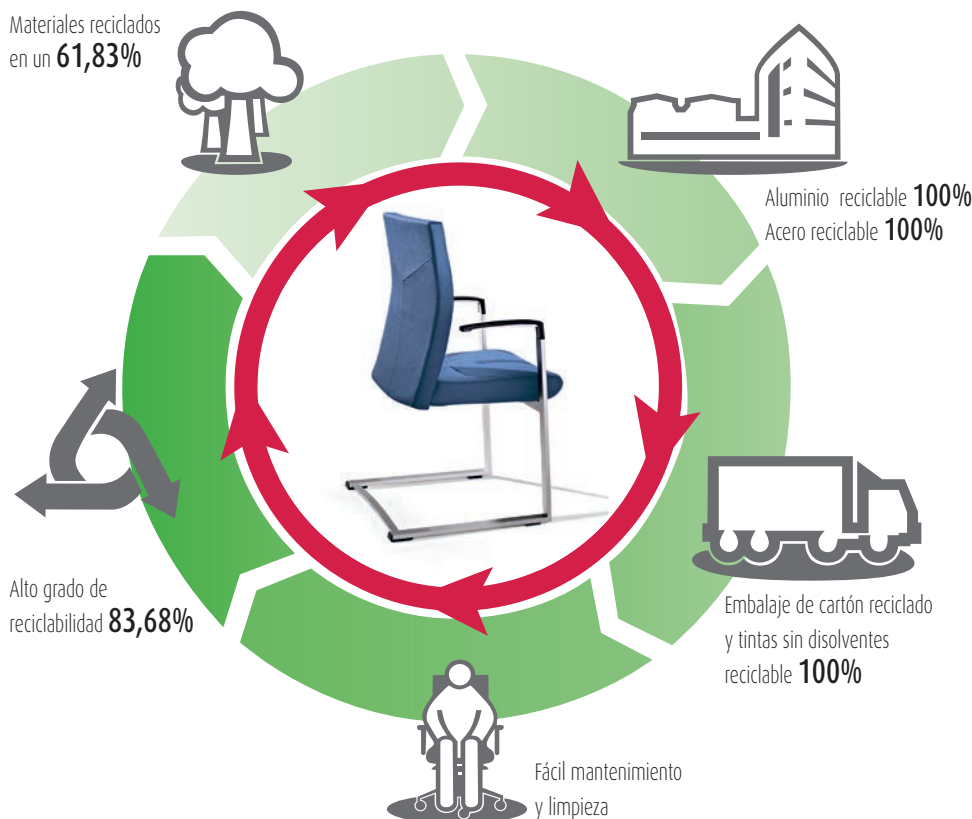 Materiales reciclados
en un 61,83%
Aluminio reciclable 100%
Acero reciclable 100%
Embalaje de cartón reciclado
y tintas sin disolventes
reciclable 100%
Fácil mantenimiento
y limpieza
Alto grado de
reciclabilidad 83,68%